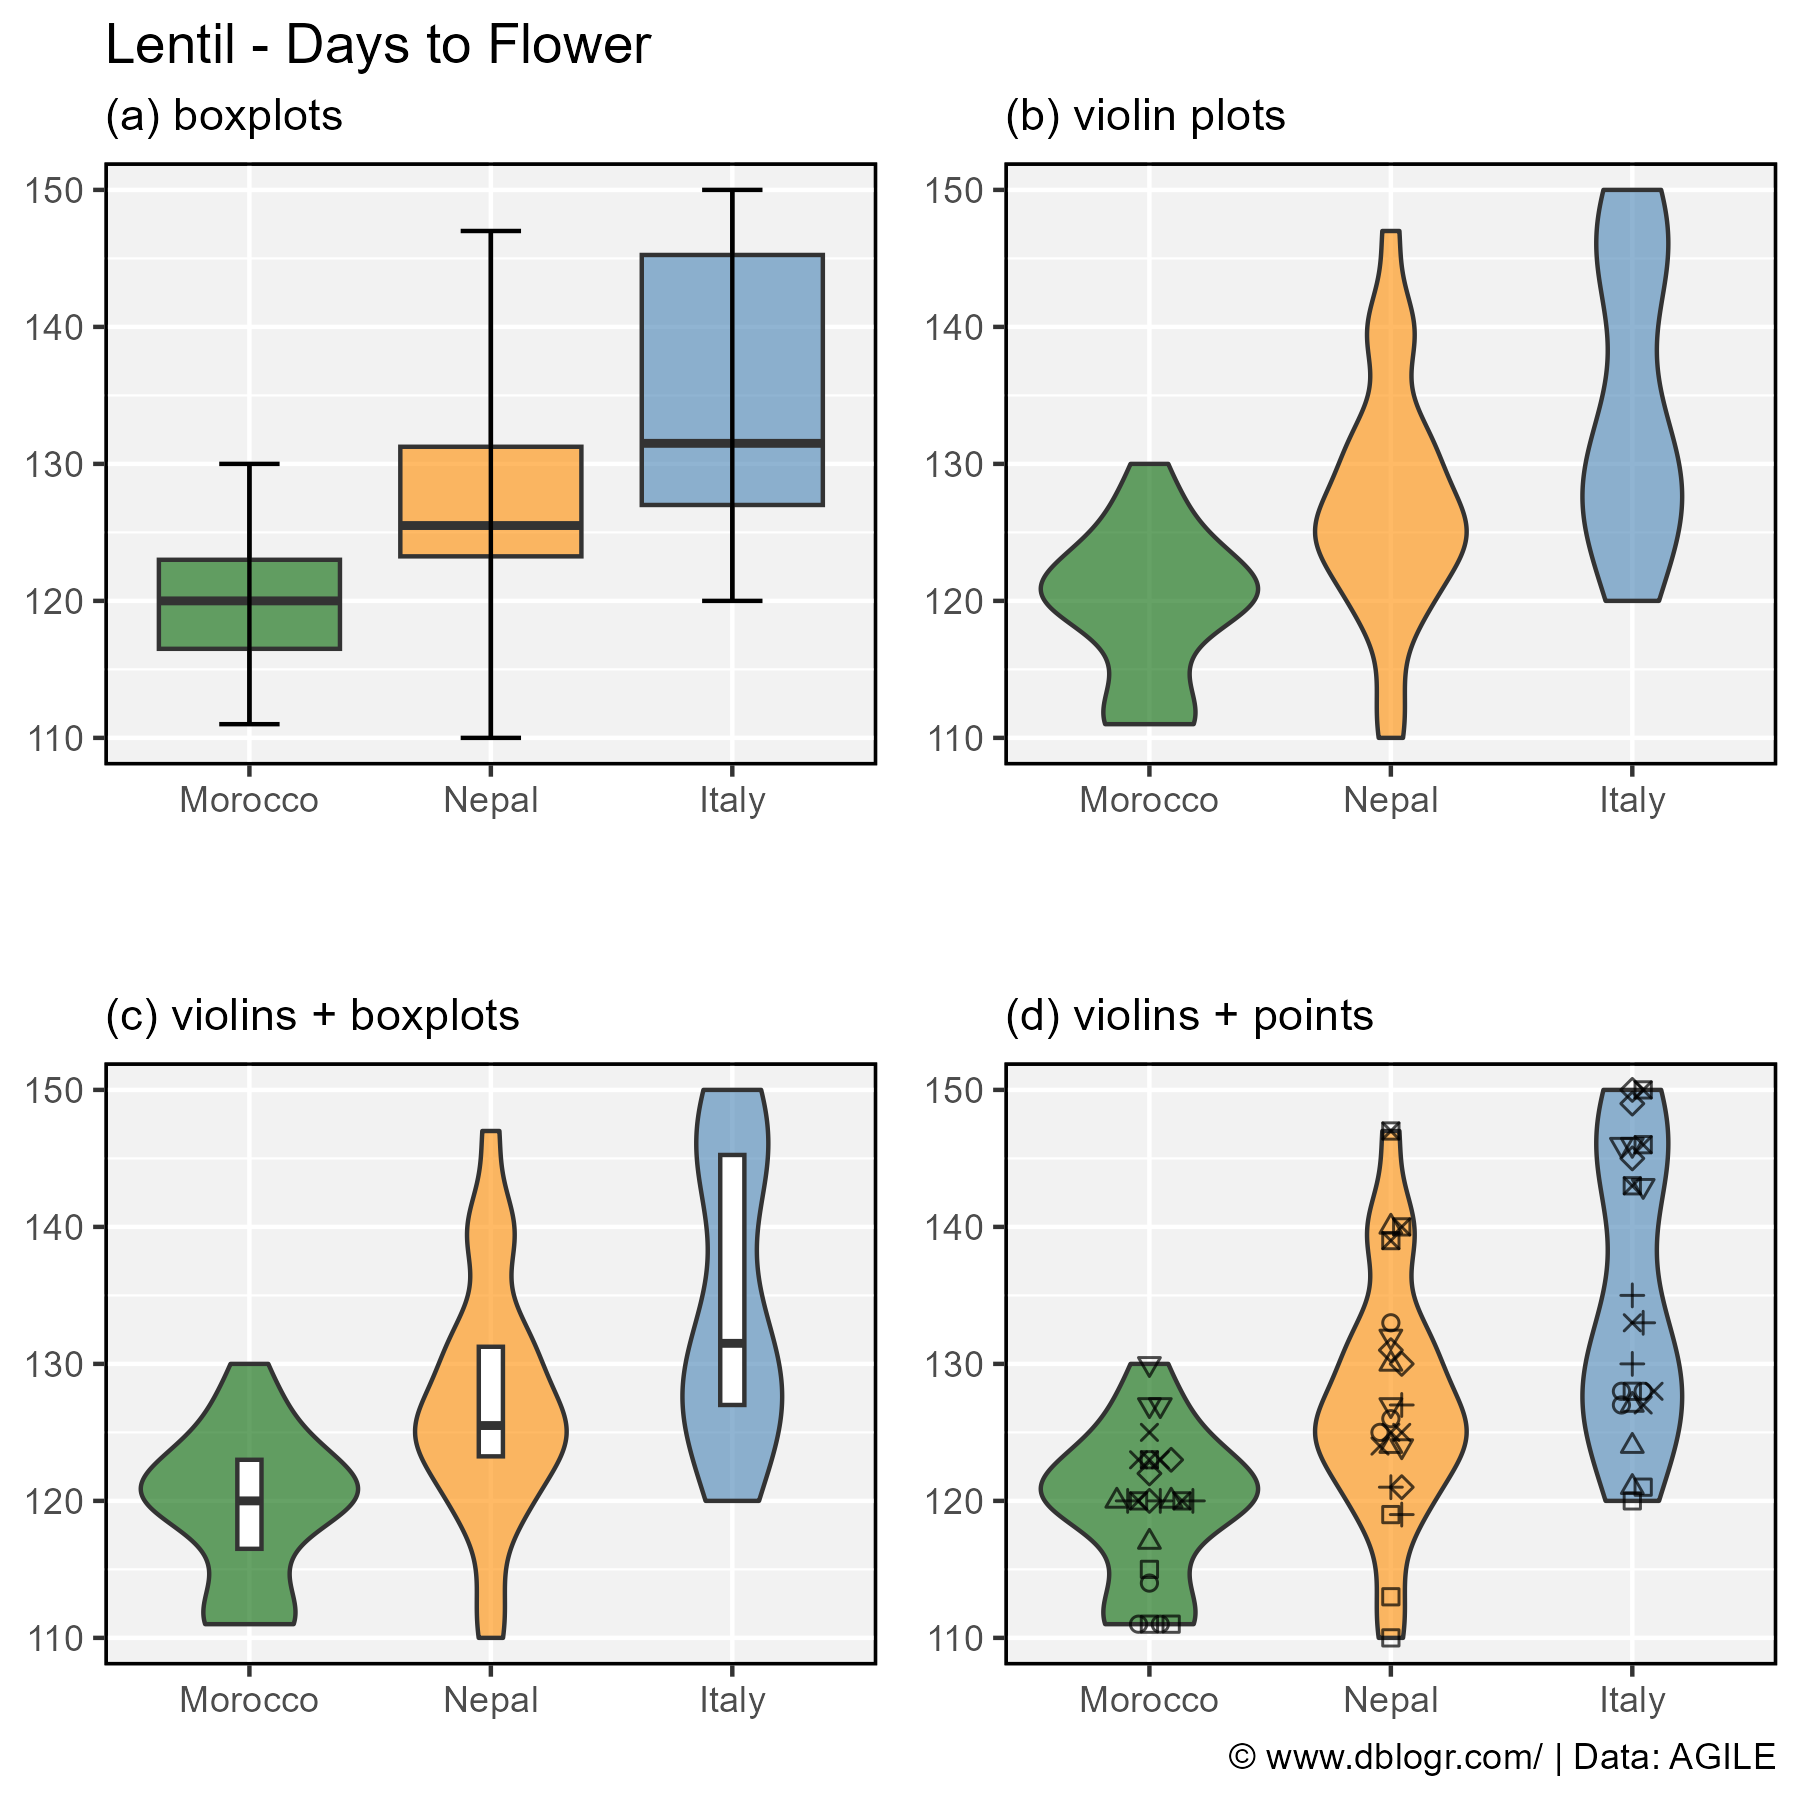 Lentil - Days to Flower
(a) boxplots
150
140
130
120
110
Morocco Nepal Italy
(b) violin plots
150
140
130
120
110
Morocco Nepal Italy
(c) violins + boxplots
150
140
130
120
110
Morocco Nepal Italy
(d) violins + points
150
140
130
120
110
Morocco Nepal Italy
© www.dblogr.com/ | Data: AGILE